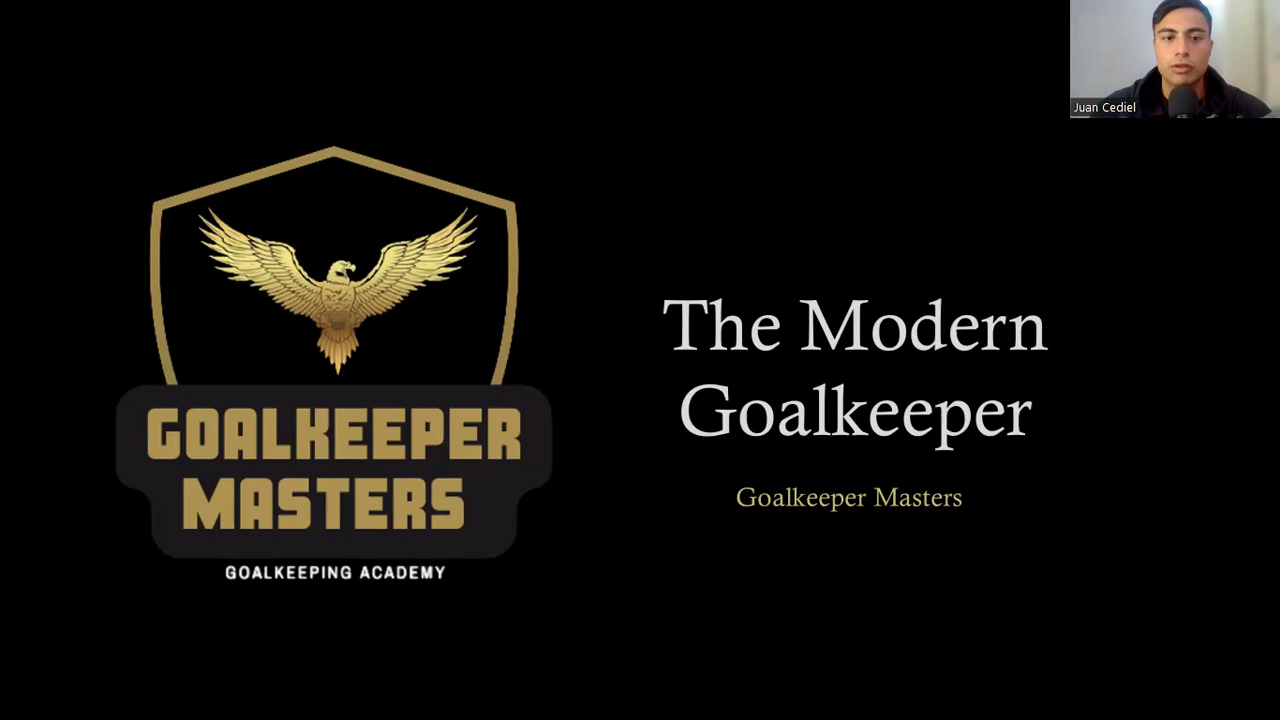 Juan Cediel
GOALKEEPER
MASTERS
GOALKEEPING ACADEMY
The Modern
Goalkeeper
Goalkeeper Masters